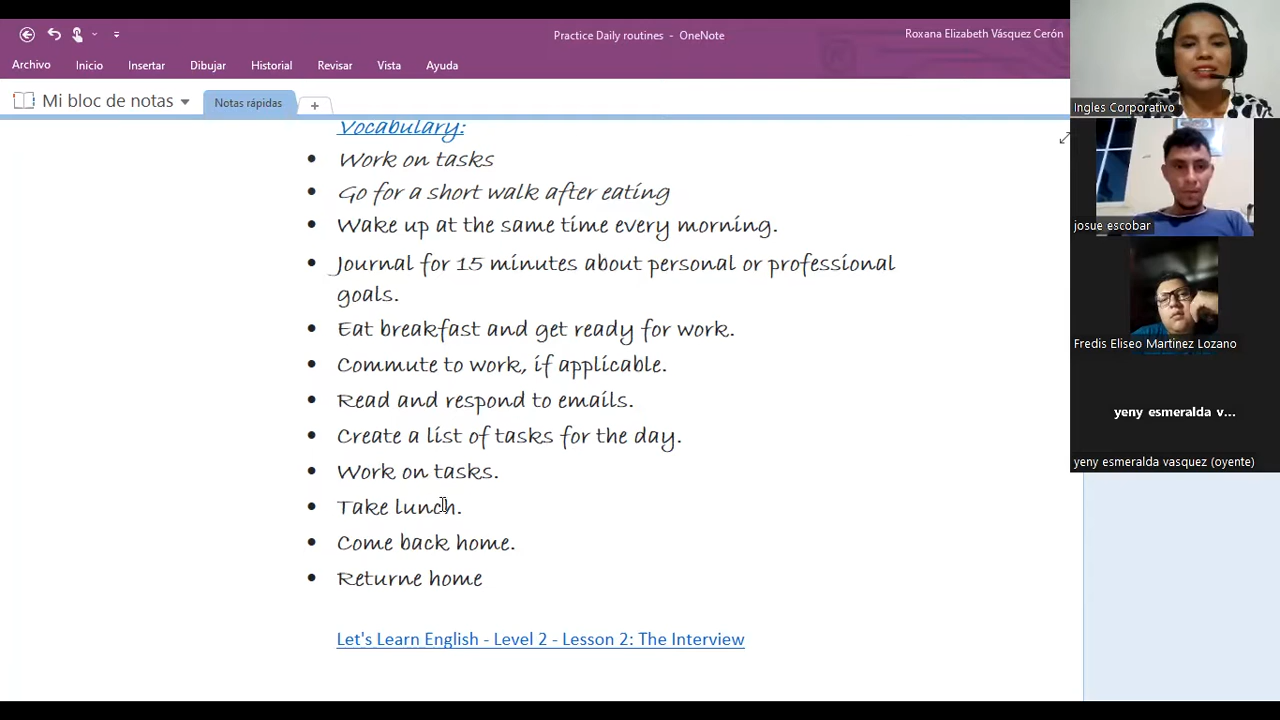 Practice Daily routines - OneNote
Roxana Elizabeth Vásquez Cerón
Archivo Inicio Insertar Dibujar Historial Revisar Vista Ayuda
Mi bloc de notas
Notas rápidas
+
Vocabulary:
• Work on tasks
• Go for a short walk after eating
• Wake up at the same time every morning.
• Journal for 15 minutes about personal or professional
goals.
• Eat breakfast and get ready for work.
• Commute to work, if applicable.
• Read and respond to emails.
• Create a list of tasks for the day.
• Work on tasks.
• Take lunch.
• Come back home.
• Returne home
Let's Learn English - Level 2 - Lesson 2: The Interview
Ingles Corporativo
josue escobar
Fredis Eliseo Martinez Lozano
yeny esmeralda v...
yeny esmeralda vasquez (oyente)